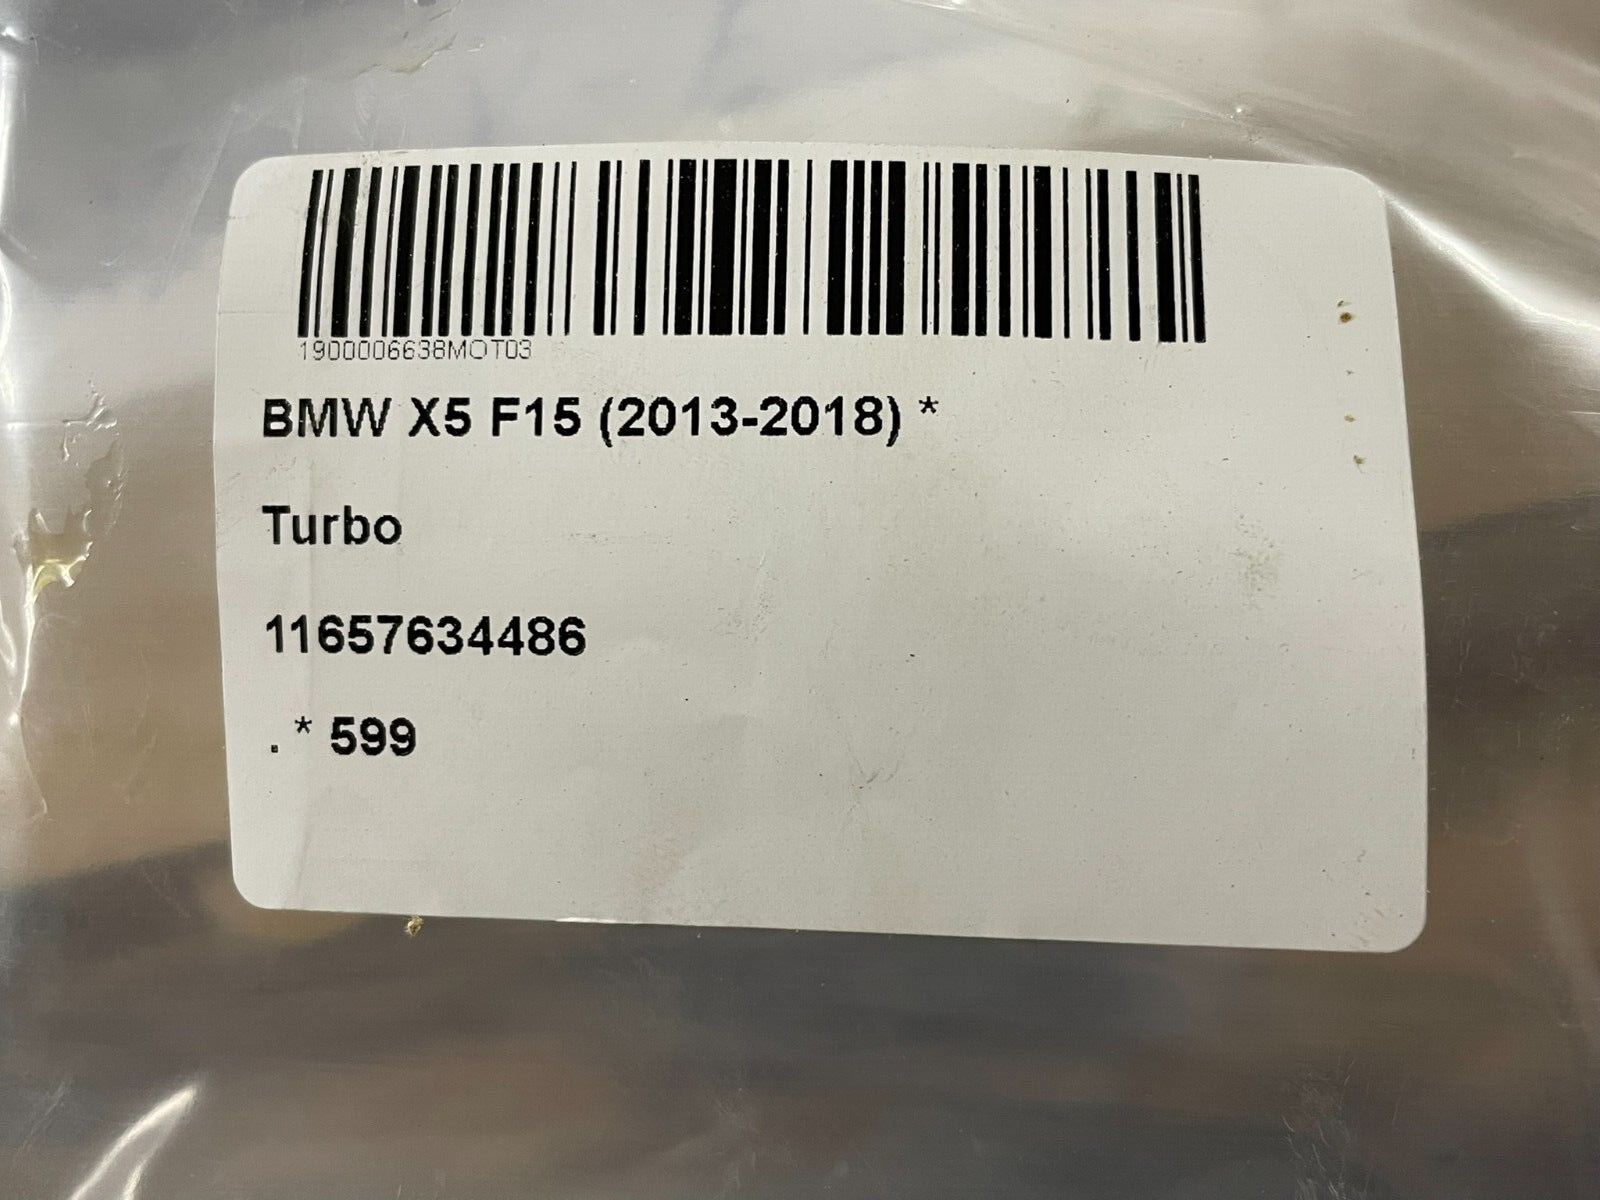 1900006638MOT03
BMW X5 F15 (2013-2018) *
Turbo
11657634486
. * 599